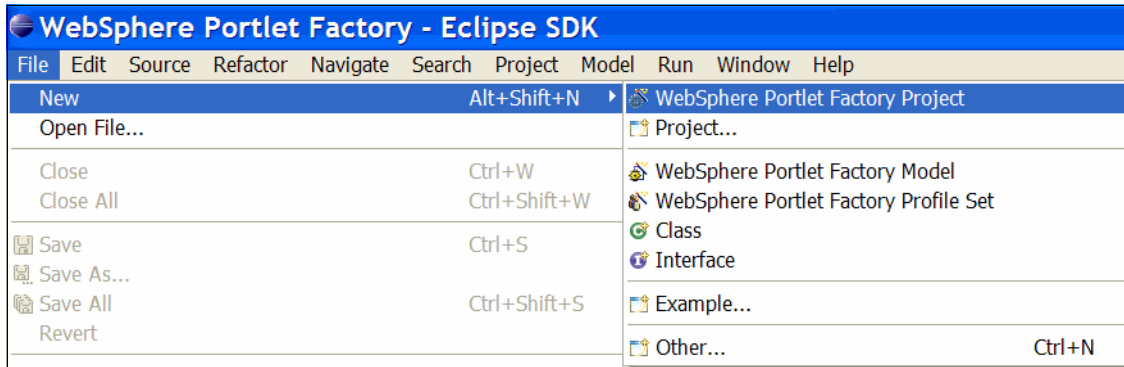 WebSphere Portlet Factory - Eclipse SDK
File Edit Source Refactor Navigate Search Project Model Run Window Help
New Alt+Shift+N
Open File...
Close Ctrl+W
Close All Ctrl+Shift+W
Save Ctrl+S
Save As...
Save All Ctrl+Shift+S
Revert
WebSphere Portlet Factory Project
Project...
WebSphere Portlet Factory Model
WebSphere Portlet Factory Profile Set
Class
Interface
Example...
Other... Ctrl+N